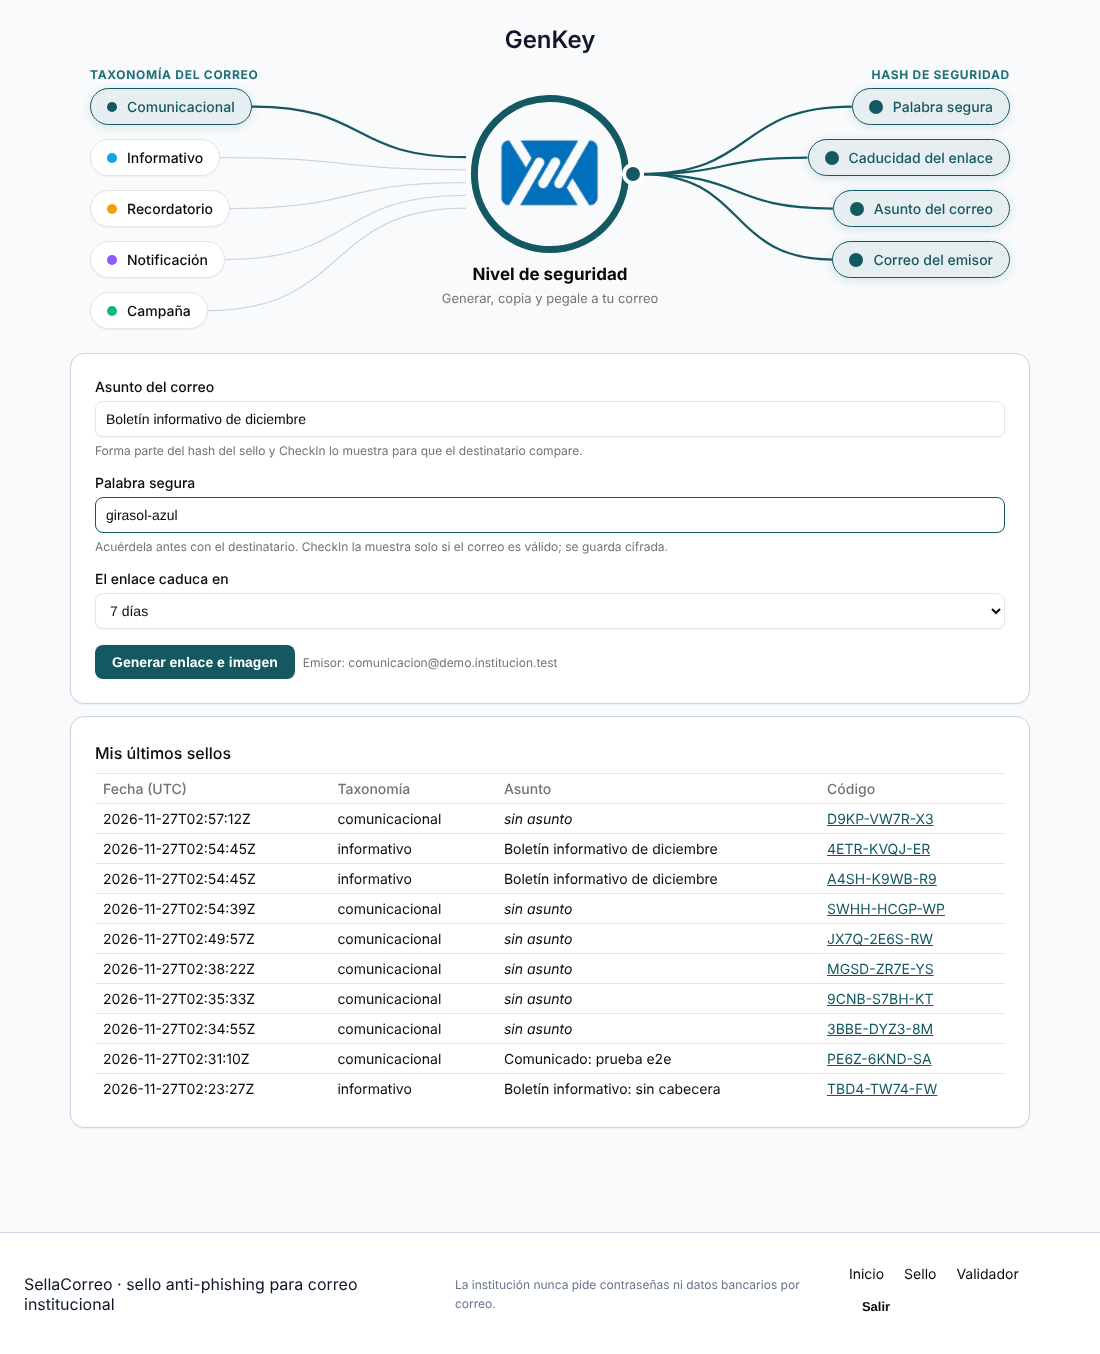 GenKey
TAXONOMÍA DEL CORREO
Comunicacional
Informativo
Recordatorio
Notificación
Campaña
Nivel de seguridad
Generar, copia y pegale a tu correo
HASH DE SEGURIDAD
Palabra segura
Caducidad del enlace
Asunto del correo
Correo del emisor
Asunto del correo
Boletín informativo de diciembre
Forma parte del hash del sello y CheckIn lo muestra para que el destinatario compare.
Palabra segura
girasol-azul
Acuérdela antes con el destinatario. CheckIn la muestra solo si el correo es válido; se guarda cifrada.
El enlace caduca en
7 días
Generar enlace e imagen Emisor: comunicacion@demo.institucion.test
Mis últimos sellos
Fecha (UTC) Taxonomía Asunto Código
2026-11-27T02:57:12Z comunicacional sin asunto D9KP-VW7R-X3
2026-11-27T02:54:45Z informativo Boletín informativo de diciembre 4ETR-KVQJ-ER
2026-11-27T02:54:45Z informativo Boletín informativo de diciembre A4SH-K9WB-R9
2026-11-27T02:54:39Z comunicacional sin asunto SWHH-HCGP-WP
2026-11-27T02:49:57Z comunicacional sin asunto JX7Q-2E6S-RW
2026-11-27T02:38:22Z comunicacional sin asunto MGSD-ZR7E-YS
2026-11-27T02:35:33Z comunicacional sin asunto 9CNB-S7BH-KT
2026-11-27T02:34:55Z comunicacional sin asunto 3BBE-DYZ3-8M
2026-11-27T02:31:10Z comunicacional Comunicado: prueba e2e PE6Z-6KND-SA
2026-11-27T02:23:27Z informativo Boletín informativo: sin cabecera TBD4-TW74-FW
SellaCorreo · sello anti-phishing para correo
institucional
La institución nunca pide contraseñas ni datos bancarios por
correo.
Inicio Sello Validador
Salir